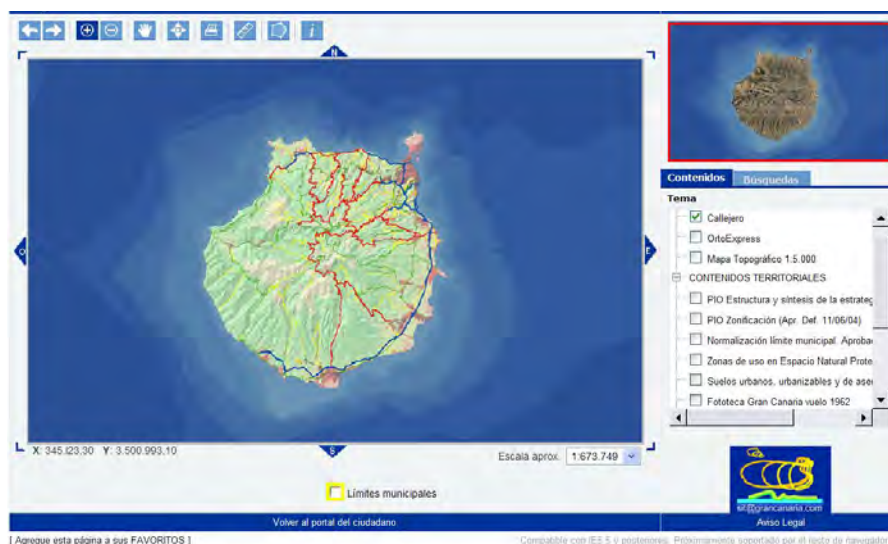 N
O
E
S
Contenidos Búsquedas
Tema
Callejero
OrtoExpress
Mapa Topográfico 1:5.000
CONTENIDOS TERRITORIALES
PIO Estructura y síntesis de la estrateg
PIO Zonificación (Apr. Def. 11/06/04)
Normalización límite municipal. Aproba
Zonas de uso en Espacio Natural Prote
Suelos urbanos, urbanizables y de ase
Fototeca Gran Canaria vuelo 1962
X: 345.023,30 Y: 3.500.993,10
Escala aprox. 1:673.749
Límites municipales
sit@grancanaria.com
Volver al portal del ciudadano Aviso Legal
[ Agregue esta página a sus FAVORITOS ] Compatible con IE5.5 y posteriores. Próximamente soportado por el resto de navegador